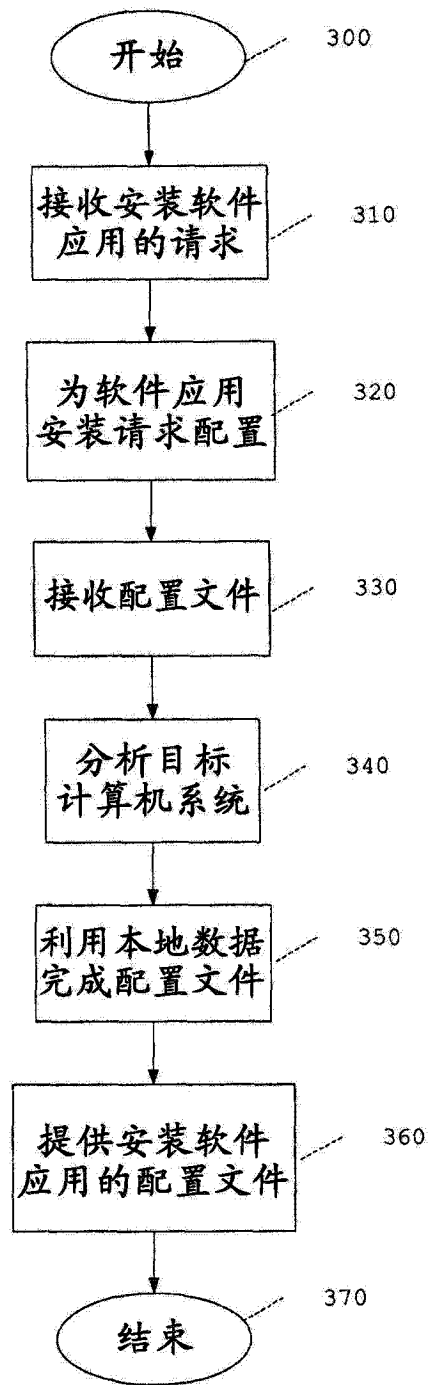 开始
300
接收安装软件
应用的请求
310
为软件应用
安装请求配置
320
接收配置文件
330
分析目标
计算机系统
340
利用本地数据
完成配置文件
350
提供安装软件
应用的配置文件
360
结束
370